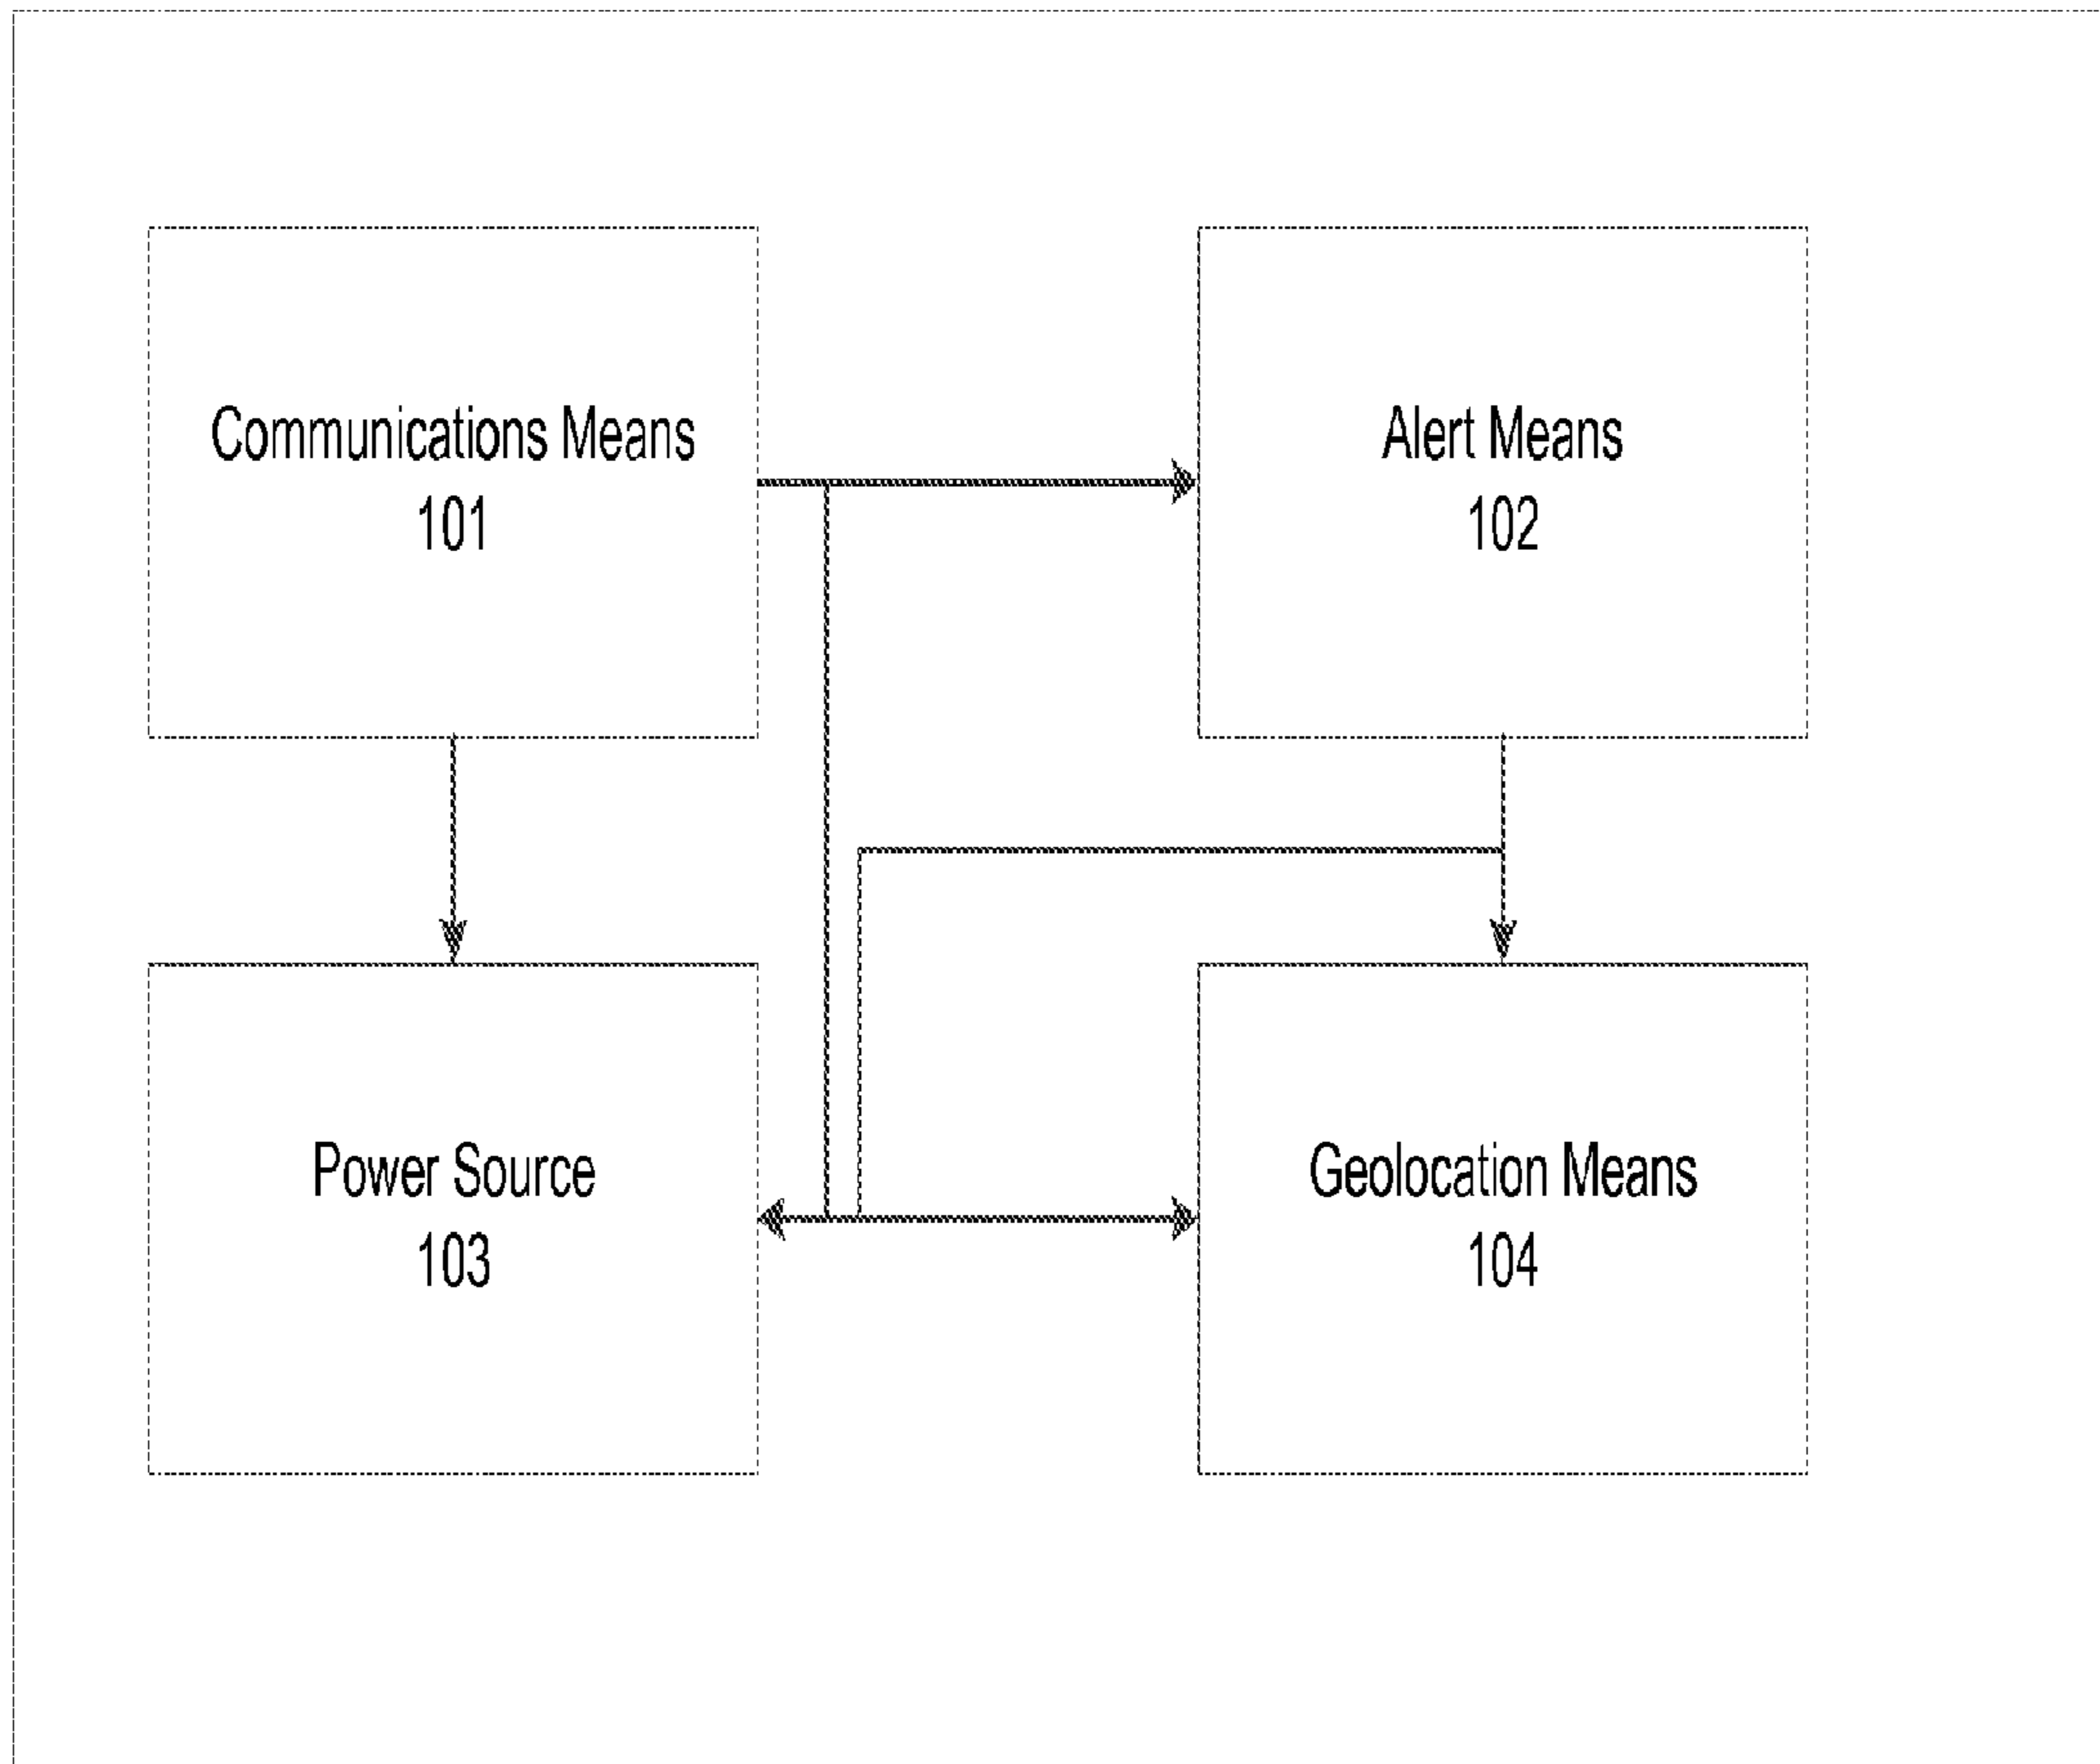 Communications Means
101
Alert Means
102
Power Source
103
Geolocation Means
104